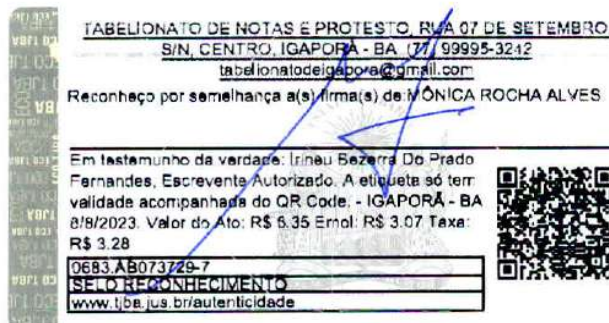 TABELIONATO DE NOTAS E PROTESTO, RUA 07 DE SETEMBRO
S/N, CENTRO, IGAPORÃ - BA (77) 99995-3242
tabelionatodeigapora@gmail.com
Reconheço por semelhança a(s) firma(s) de: MÔNICA ROCHA ALVES
Em testemunho da verdade: Irineu Bezerra Do Prado
Fernandes, Escrevente Autorizado. A etiqueta só tem
validade acompanhada do QR Code. - IGAPORÃ - BA
8/8/2023. Valor do Ato: R$ 6.35 Emol: R$ 3.07 Taxa:
R$ 3.28
0683.AB073729-7
SELO RECONHECIMENTO
www.tjba.jus.br/autenticidade